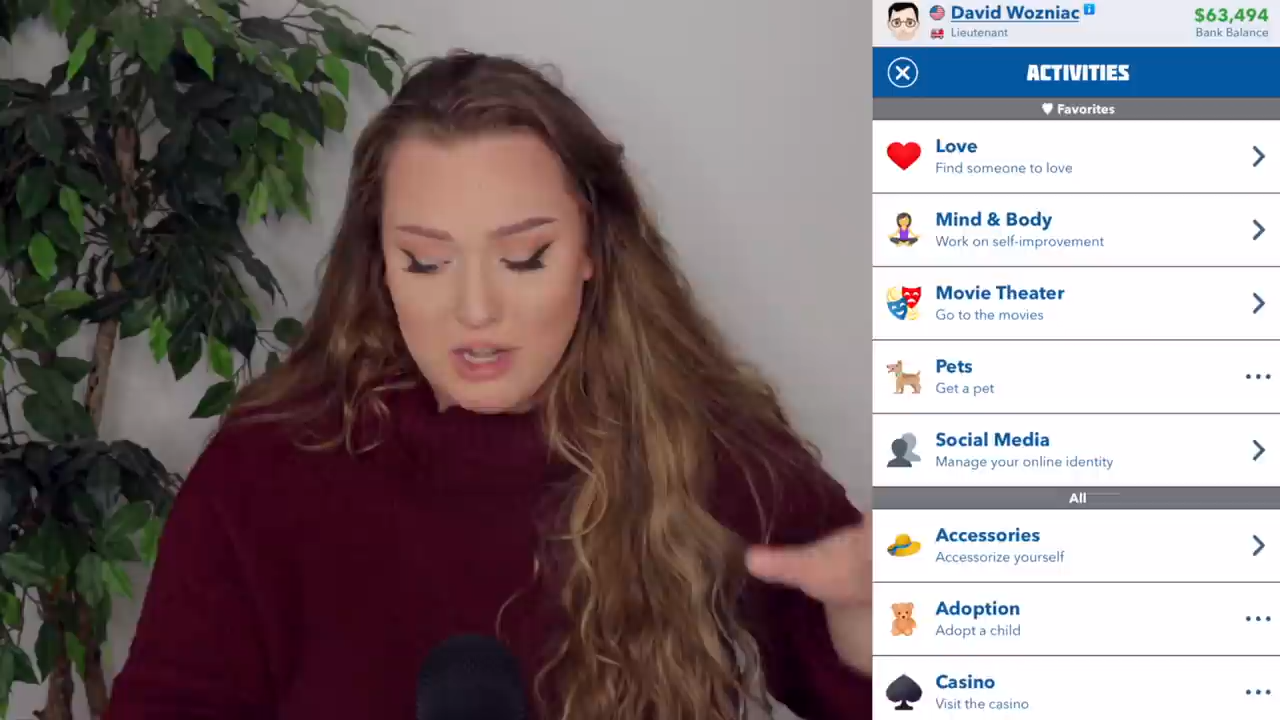 David Wozniac
$63,494
Lieutenant
Bank Balance
ACTIVITIES
Favorites
Love
Find someone to love
Mind & Body
Work on self-improvement
Movie Theater
Go to the movies
Pets
Get a pet
Social Media
Manage your online identity
All
Accessories
Accessorize yourself
Adoption
Adopt a child
Casino
Visit the casino